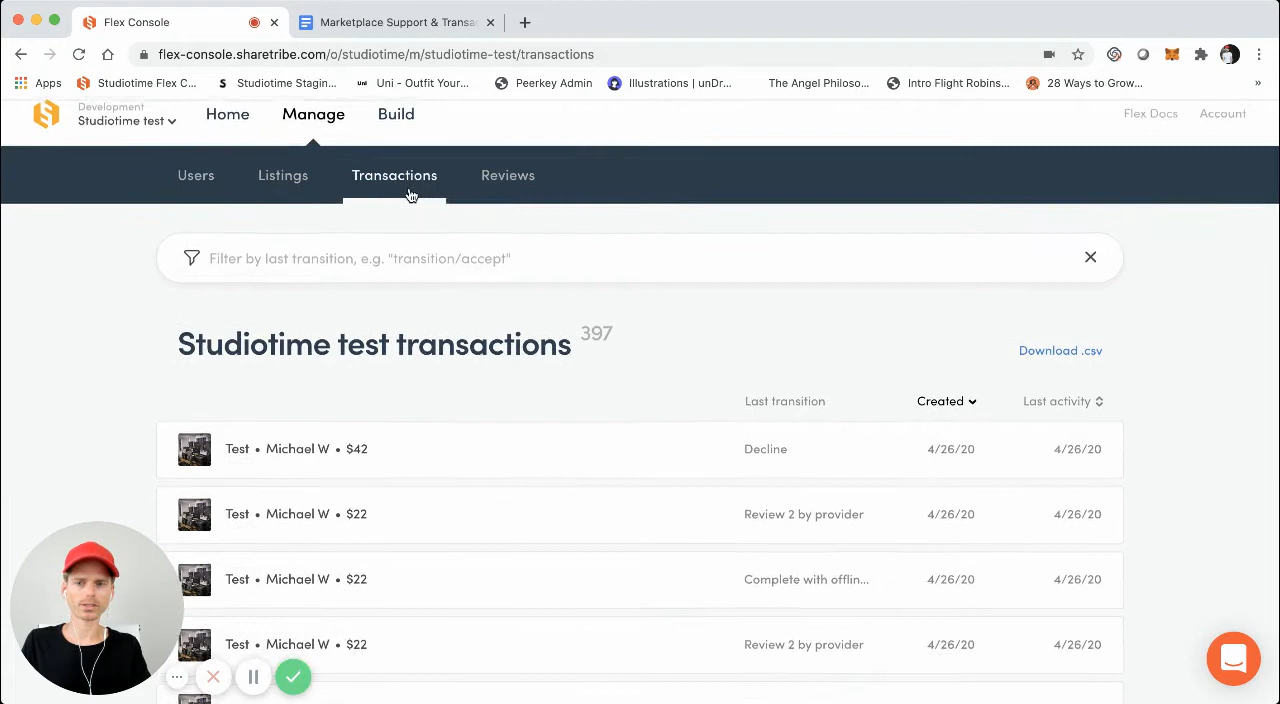 Flex Console
Marketplace Support & Transa
flex-console.sharetribe.com/o/studiotime/m/studiotime-test/transactions
Apps
Studiotime Flex C...
S Studiotime Stagin...
uni Uni - Outfit Your...
Peerkey Admin
Illustrations | unDr...
The Angel Philoso...
Intro Flight Robins...
28 Ways to Grow...
»
Development
Studiotime test
Home
Manage
Build
Flex Docs
Account
Users
Listings
Transactions
Reviews
Filter by last transition, e.g. "transition/accept"
Studiotime test transactions 397
Download .csv
Last transition
Created
Last activity
Test • Michael W • $42 Decline 4/26/20 4/26/20
Test • Michael W • $22 Review 2 by provider 4/26/20 4/26/20
Test • Michael W • $22 Complete with offlin... 4/26/20 4/26/20
Test • Michael W • $22 Review 2 by provider 4/26/20 4/26/20